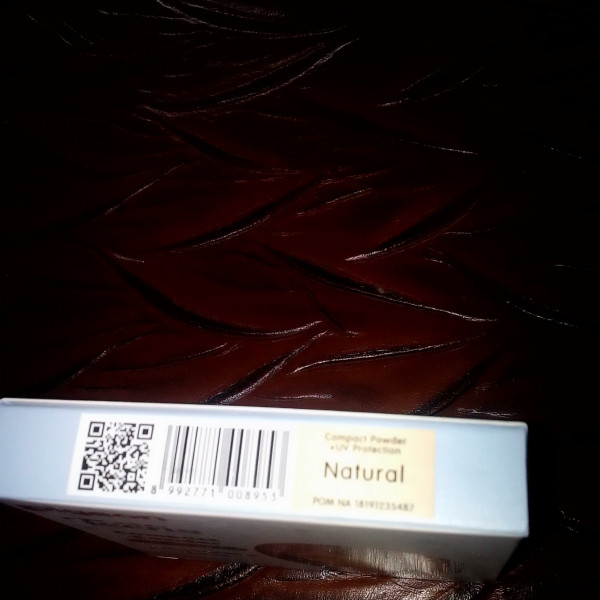 Compact Powder
+UV Protection
Natural
POM NA 18191235487
8 992771 008953